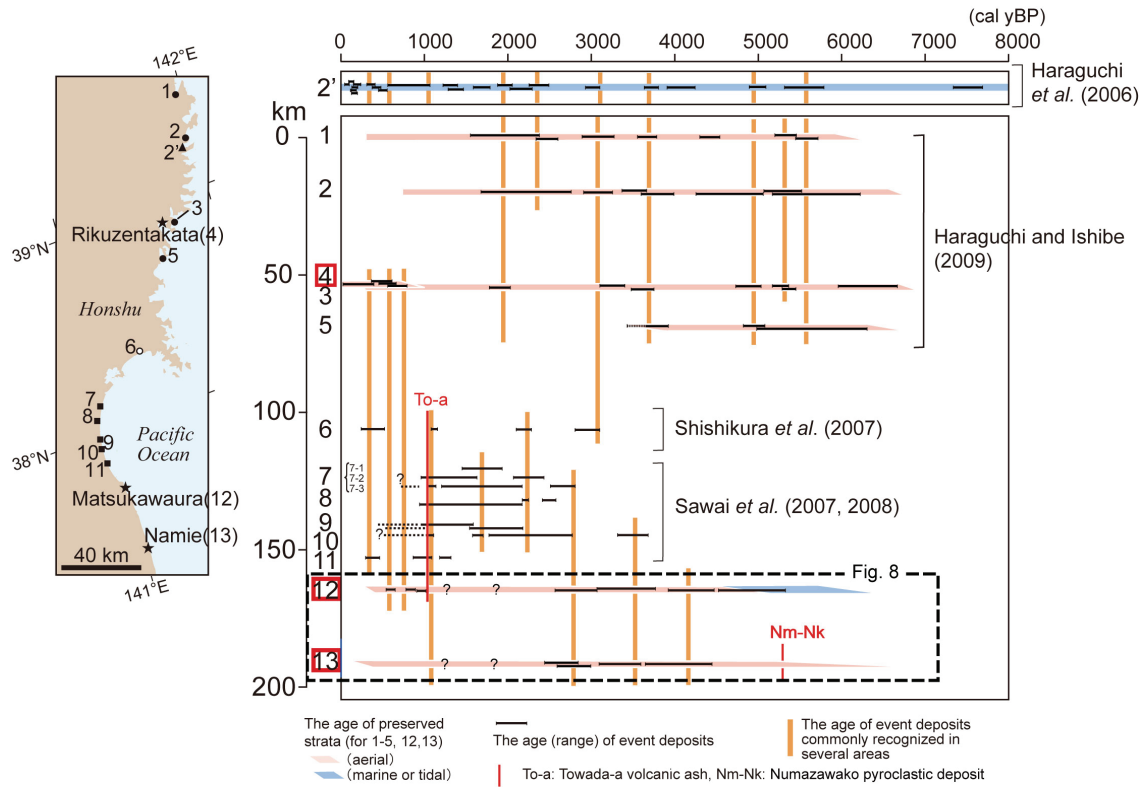 (cal yBP)
0 1000 2000 3000 4000 5000 6000 7000 8000
2'
Haraguchi
et al. (2006)
142°E
1
2
2'
3
Rikuzentakata(4)
39°N
5
Honshu
6
7
8
9
10
11
Pacific
Ocean
38°N
Matsukawaura(12)
Namie(13)
40 km
141°E
km
0
50
100
150
200
1
2
4
3
5
Haraguchi and Ishibe
(2009)
To-a
6
Shishikura et al. (2007)
7
7-1
7-2
7-3
?
8
9
?
10
11
Sawai et al. (2007, 2008)
Fig. 8
12
? ?
Nm-Nk
13
? ?
The age of preserved
strata (for 1-5, 12,13)
(aerial)
(marine or tidal)
The age (range) of event deposits
To-a: Towada-a volcanic ash, Nm-Nk: Numazawako pyroclastic deposit
The age of event deposits
commonly recognized in
several areas